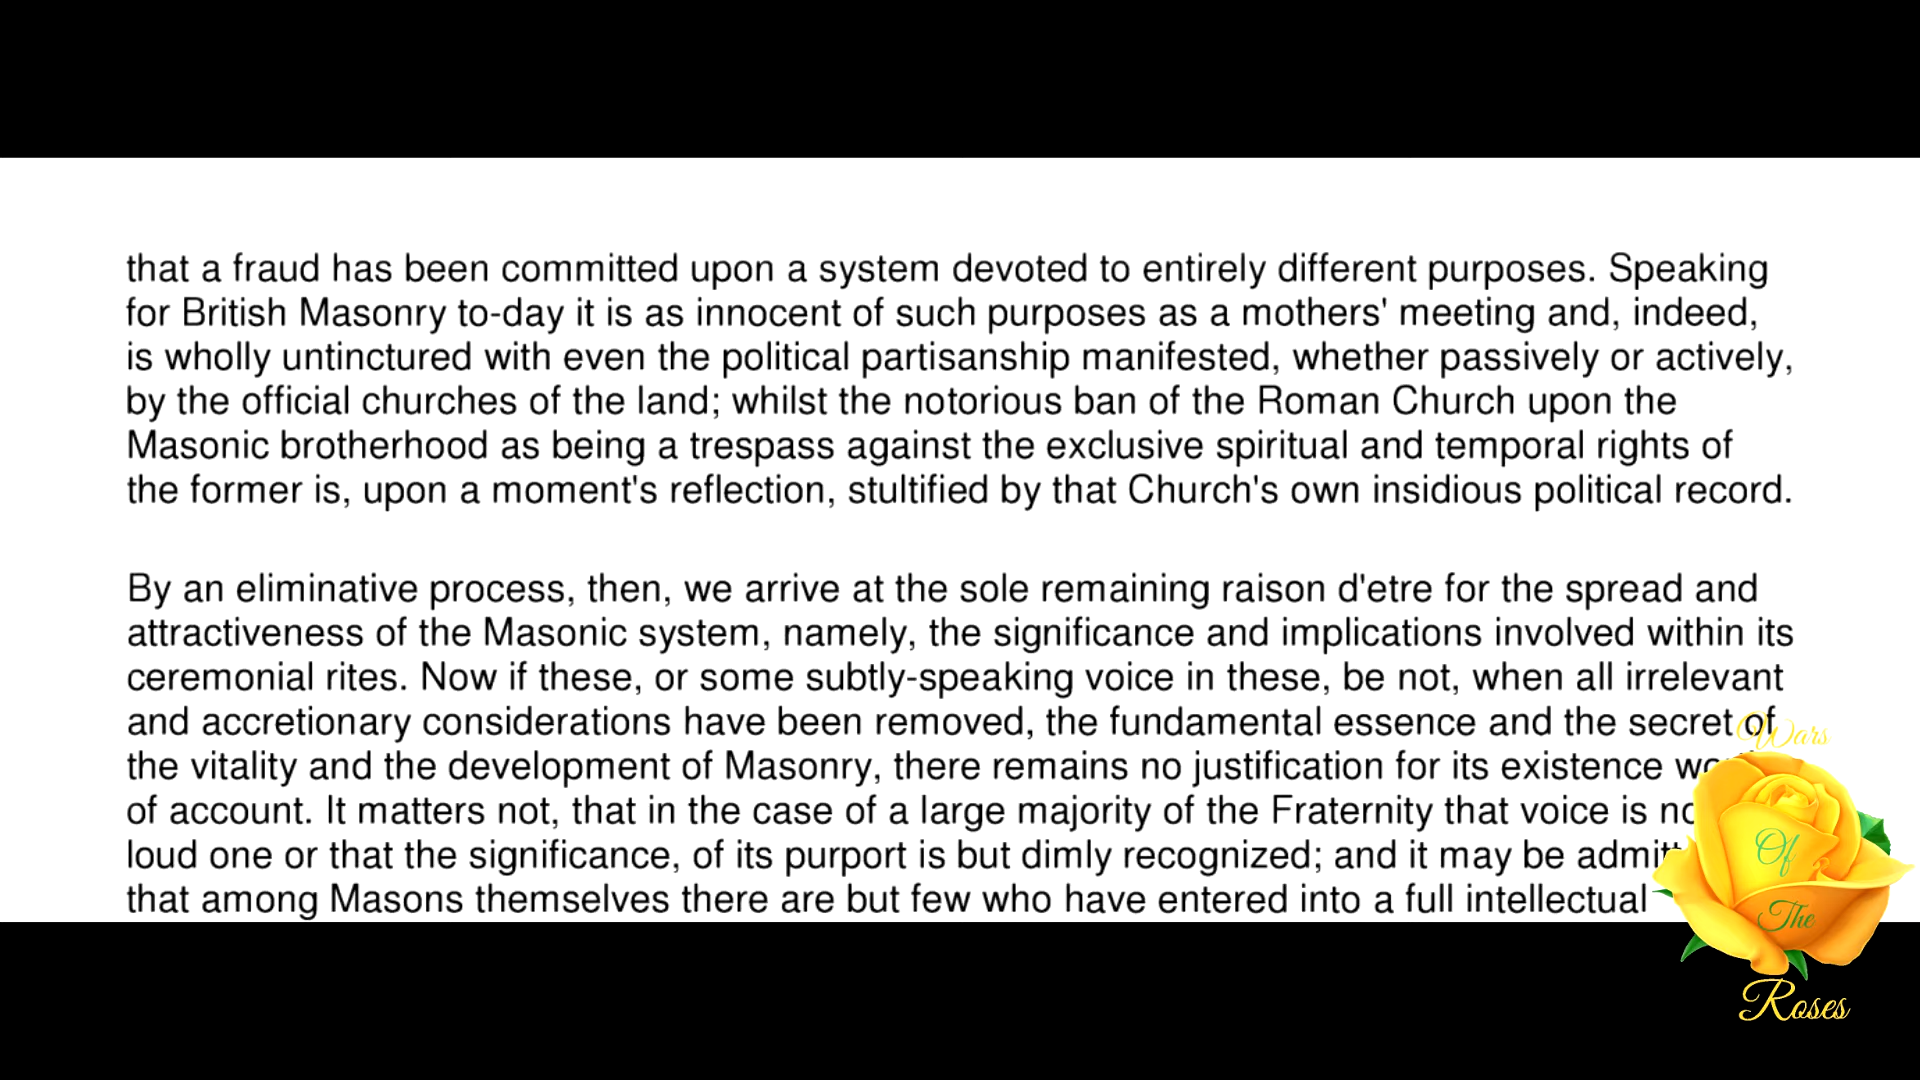 that a fraud has been committed upon a system devoted to entirely different purposes. Speaking
for British Masonry to-day it is as innocent of such purposes as a mothers' meeting and, indeed,
is wholly untinctured with even the political partisanship manifested, whether passively or actively,
by the official churches of the land; whilst the notorious ban of the Roman Church upon the
Masonic brotherhood as being a trespass against the exclusive spiritual and temporal rights of
the former is, upon a moment's reflection, stultified by that Church's own insidious political record.
By an eliminative process, then, we arrive at the sole remaining raison d'etre for the spread and
attractiveness of the Masonic system, namely, the significance and implications involved within its
ceremonial rites. Now if these, or some subtly-speaking voice in these, be not, when all irrelevant
and accretionary considerations have been removed, the fundamental essence and the secret of
the vitality and the development of Masonry, there remains no justification for its existence
of account. It matters not, that in the case of a large majority of the Fraternity that voice is
loud one or that the significance, of its purport is but dimly recognized; and it may be
that among Masons themselves there are but few who have entered into a full intellectual
Wars
Of
The
Roses